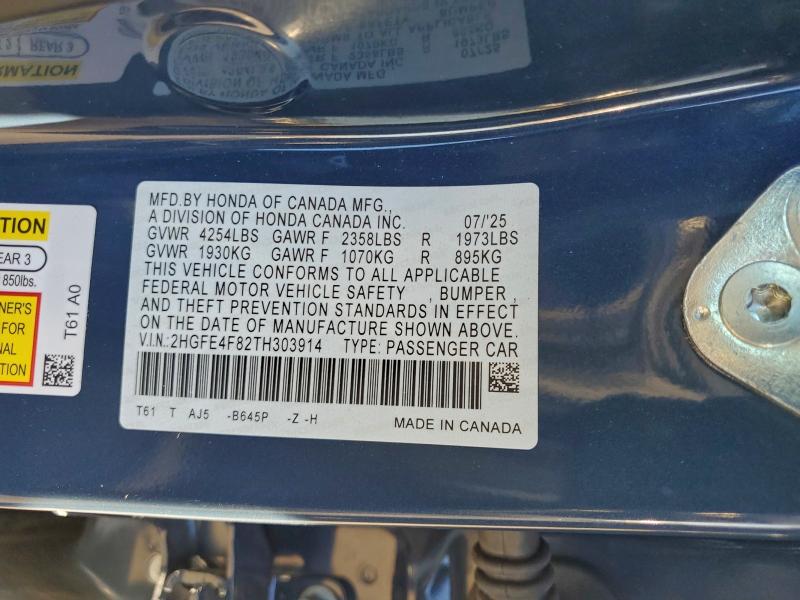 TION
EAR 3
850lbs.
NER'S
FOR
NAL
TION
T61 A0
MFD.BY HONDA OF CANADA MFG.,
A DIVISION OF HONDA CANADA INC. 07/'25
GVWR 4254LBS GAWR F 2358LBS R 1973LBS
GVWR 1930KG GAWR F 1070KG R 895KG
THIS VEHICLE CONFORMS TO ALL APPLICABLE
FEDERAL MOTOR VEHICLE SAFETY , BUMPER ,
AND THEFT PREVENTION STANDARDS IN EFFECT
ON THE DATE OF MANUFACTURE SHOWN ABOVE.
V.I.N.:2HGFE4F82TH303914 TYPE: PASSENGER CAR
T61 T AJ5 -B645P -Z -H MADE IN CANADA